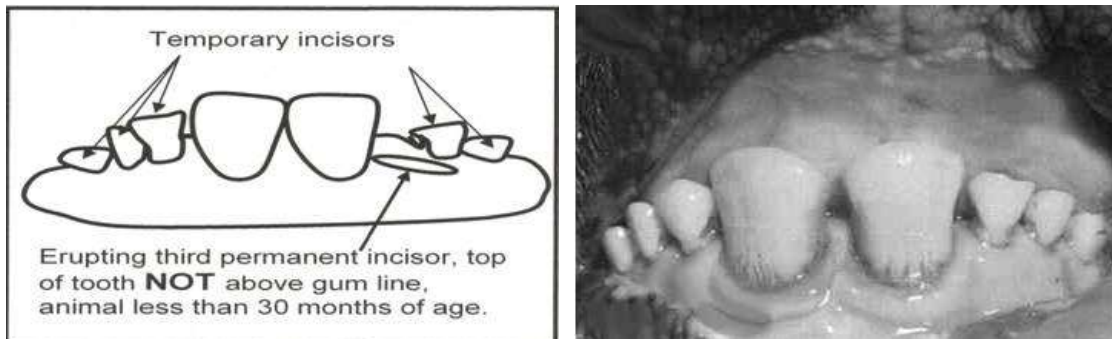 Temporary incisors
Erupting third permanent incisor, top
of tooth NOT above gum line,
animal less than 30 months of age.